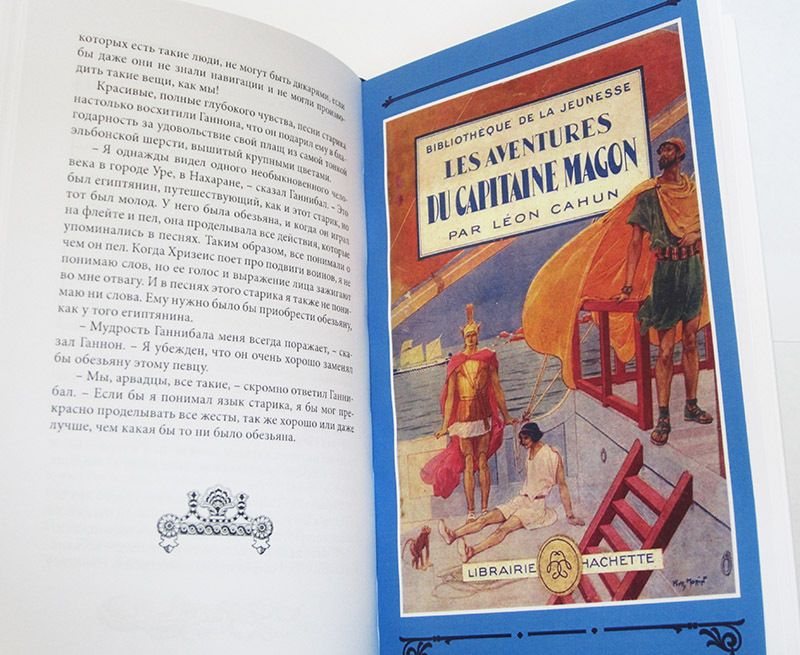 которых есть такие люди, не могут быть дикарями, если
бы даже они не знали навигации и не могли произво-
дить такие вещи, как мы!
Красивые, полные глубокого чувства, песни старика
настолько восхитили Ганнона, что он подарил ему в бла-
годарность за удовольствие свой плащ из самой тонкой
эльбонской шерсти, вышитый крупными цветами.
– Я однажды видел одного необыкновенного чело-
века в городе Уре, в Нахаране, – сказал Ганнибал. – Это
был египтянин, путешествующий, как и этот старик, но
тот был молод. У него была обезьяна, и когда он играл
на флейте и пел, она проделывала все действия, которые
упоминались в песнях. Таким образом, все понимали о
чем он пел. Когда Хризеис поет про подвиги воинов, я не
понимаю слов, но ее голос и выражение лица зажигают
во мне отвагу. И в песнях этого старика я также не пони-
маю ни слова. Ему нужно было бы приобрести обезьяну,
как у того египтянина.
– Мудрость Ганнибала меня всегда поражает, – ска-
зал Ганнон. – Я убежден, что он очень хорошо заменял
бы обезьяну этому певцу.
– Мы, арвадцы, все такие, – скромно ответил Ганни-
бал. – Если бы я понимал язык старика, я бы мог пре-
красно проделывать все жесты, так же хорошо или даже
лучше, чем какая бы то ни было обезьяна.
BIBLIOTHÈQUE DE LA JEUNESSE
LES AVENTURES
DU CAPITAINE MAGON
PAR LÉON CAHUN
LIBRAIRIE HACHETTE